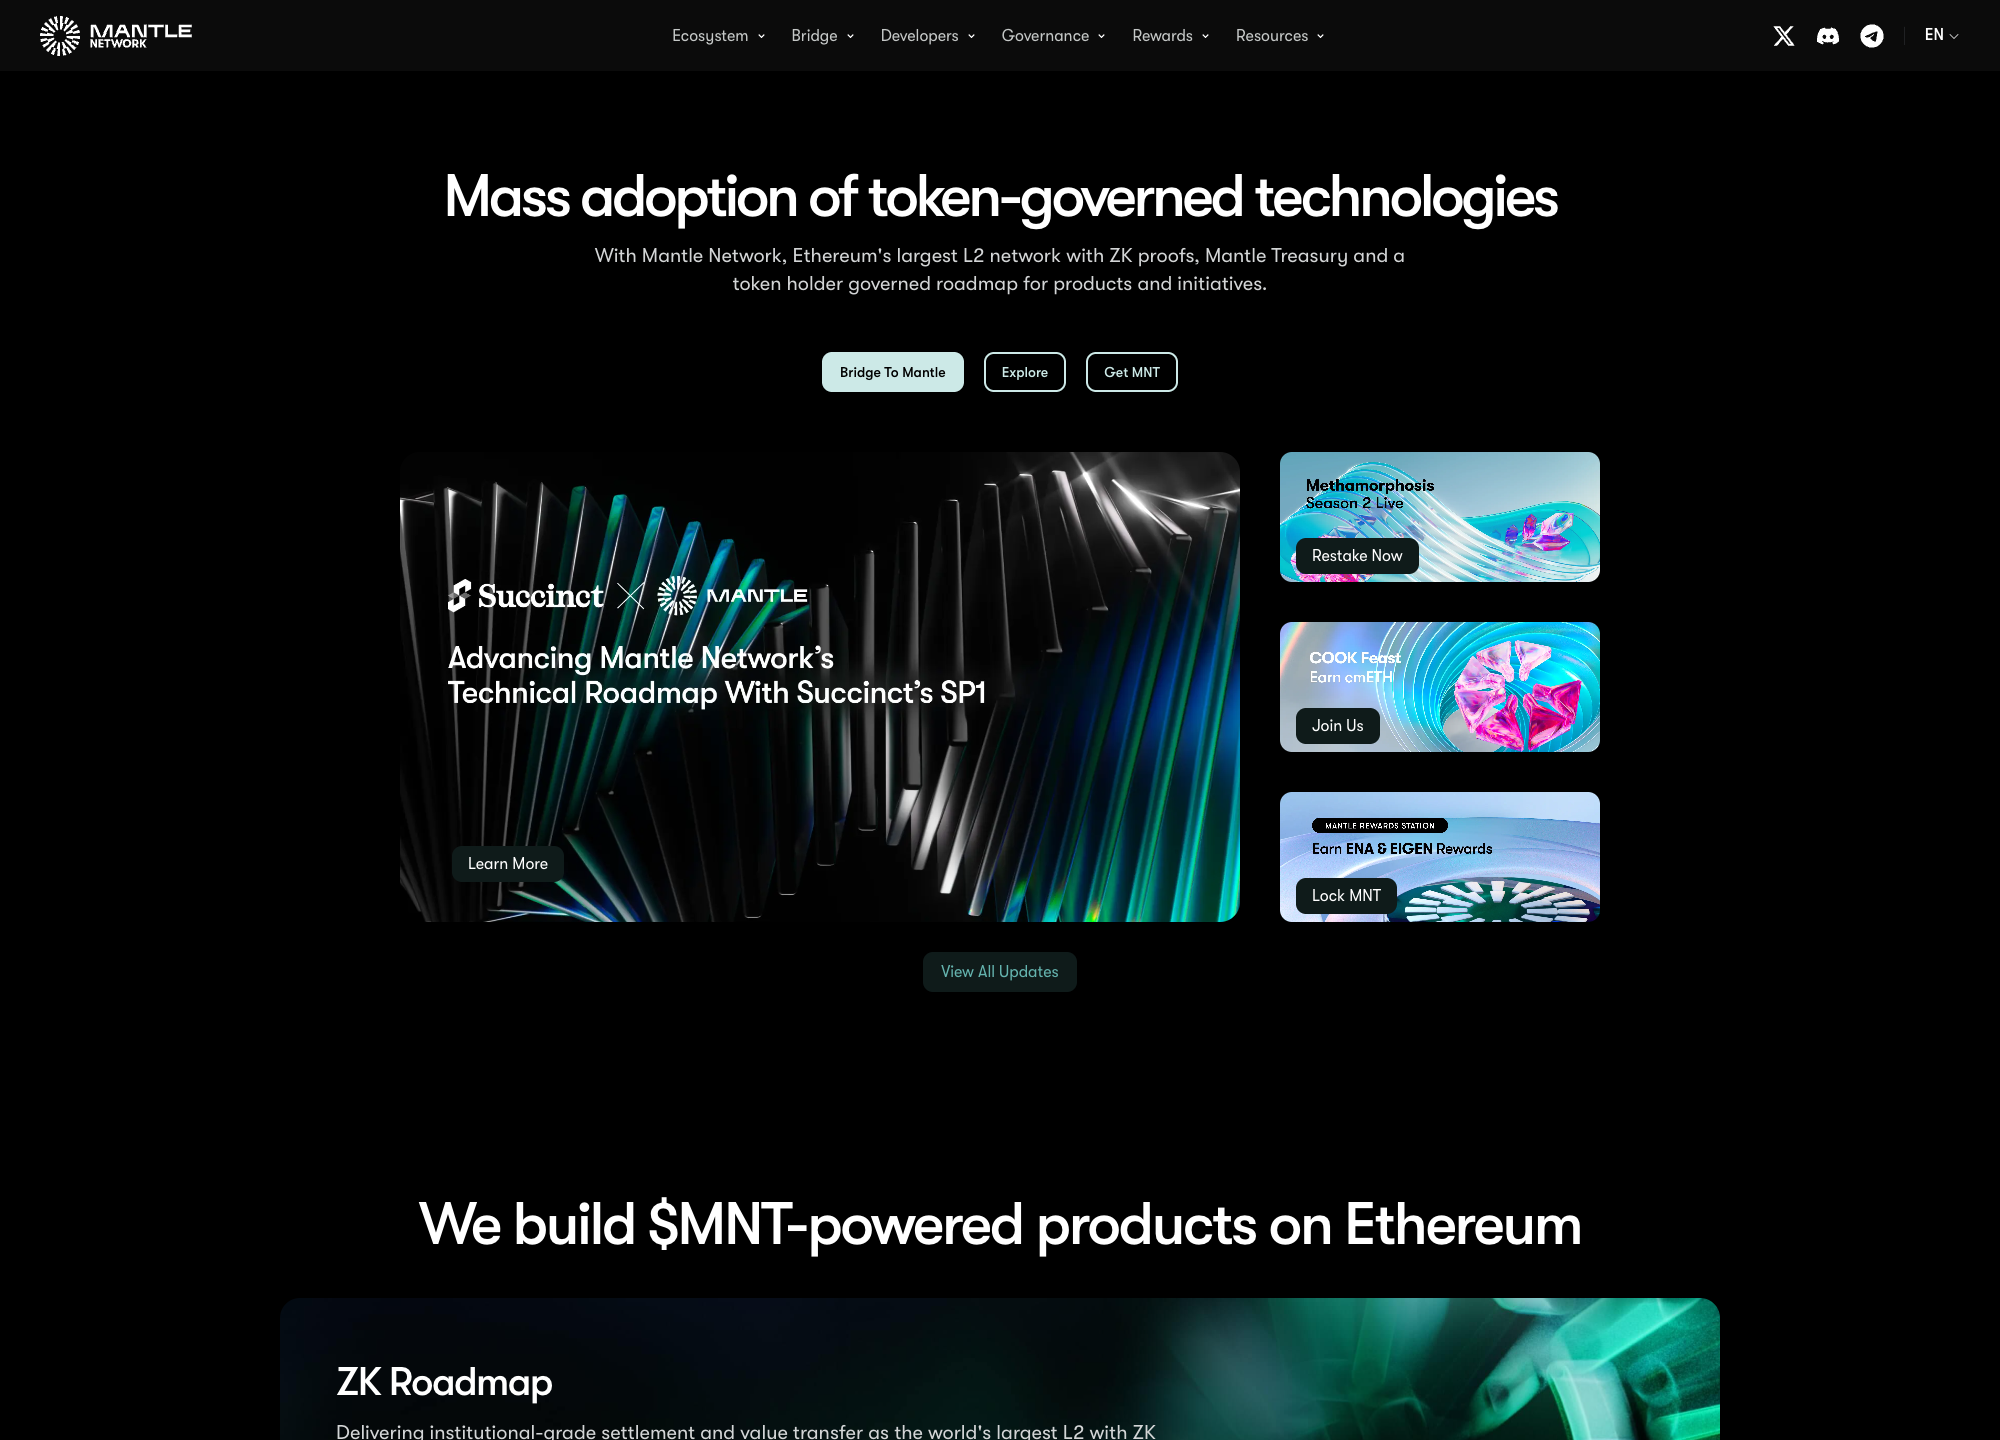 MANTLE
NETWORK
Ecosystem
Bridge
Developers
Governance
Rewards
Resources
EN
Mass adoption of token-governed technologies
With Mantle Network, Ethereum's largest L2 network with ZK proofs, Mantle Treasury and a
token holder governed roadmap for products and initiatives.
Bridge To Mantle
Explore
Get MNT
Succinct
MANTLE
Advancing Mantle Network’s
Technical Roadmap With Succinct’s SP1
Learn More
Methamorphosis
Season 2 Live
Restake Now
COOK Feast
Earn cmETH
Join Us
MANTLE REWARDS STATION
Earn ENA & EIGEN Rewards
Lock MNT
View All Updates
We build $MNT-powered products on Ethereum
ZK Roadmap
Delivering institutional-grade settlement and value transfer as the world's largest L2 with ZK